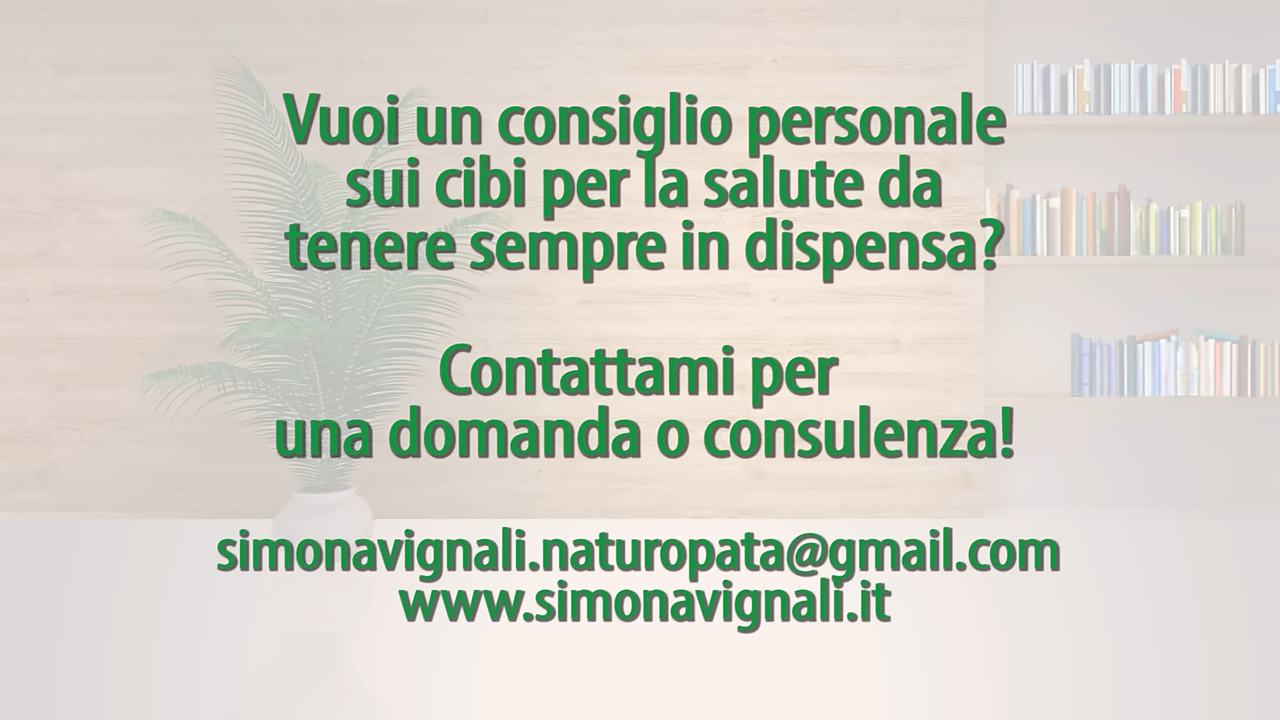 Vuoi un consiglio personale
sui cibi per la salute da
tenere sempre in dispensa?
Contattami per
una domanda o consulenza!
simonavignali.naturopata@gmail.com
www.simonavignali.it